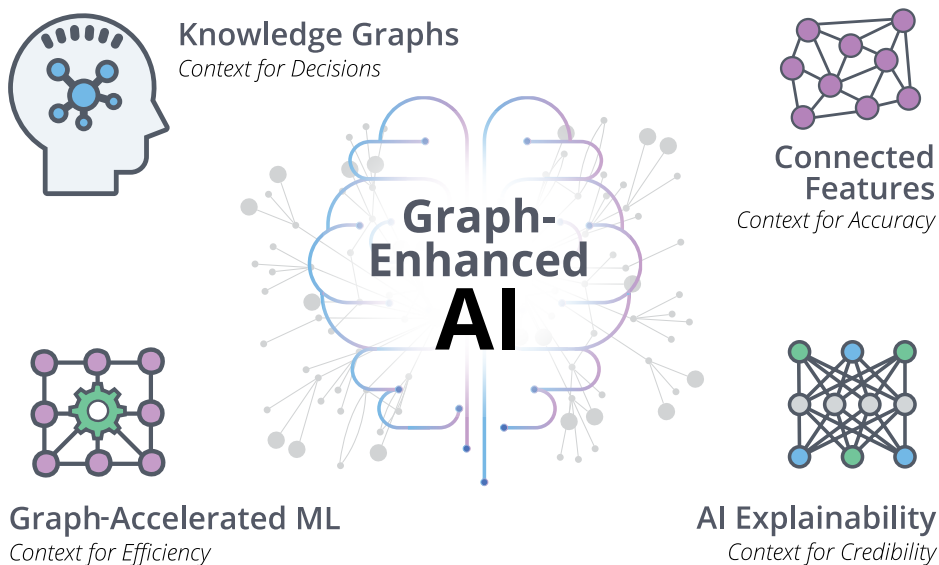 Knowledge Graphs
Context for Decisions
Connected
Features
Context for Accuracy
Graph-
Enhanced
AI
Graph-Accelerated ML
Context for Efficiency
AI Explainability
Context for Credibility